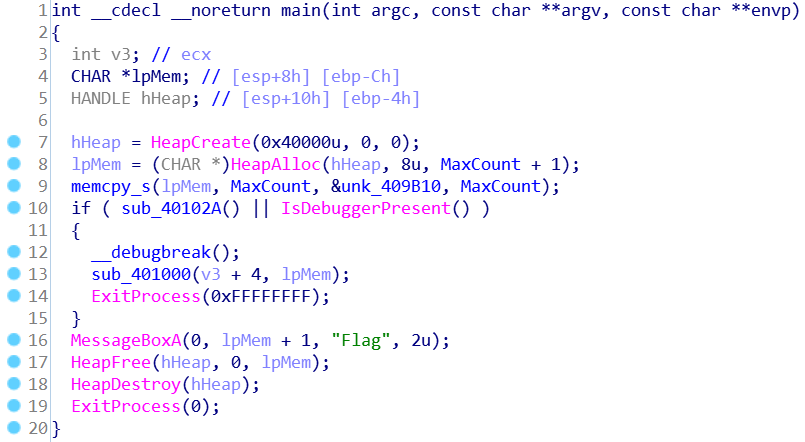 1 int __cdecl __noreturn main(int argc, const char **argv, const char **envp)
2 {
3   int v3; // ecx
4   CHAR *lpMem; // [esp+8h] [ebp-Ch]
5   HANDLE hHeap; // [esp+10h] [ebp-4h]
6
7   hHeap = HeapCreate(0x40000u, 0, 0);
8   lpMem = (CHAR *)HeapAlloc(hHeap, 8u, MaxCount + 1);
9   memcpy_s(lpMem, MaxCount, &unk_409B10, MaxCount);
10   if ( sub_40102A() || IsDebuggerPresent() )
11   {
12     __debugbreak();
13     sub_401000(v3 + 4, lpMem);
14     ExitProcess(0xFFFFFFFF);
15   }
16   MessageBoxA(0, lpMem + 1, "Flag", 2u);
17   HeapFree(hHeap, 0, lpMem);
18   HeapDestroy(hHeap);
19   ExitProcess(0);
20 }